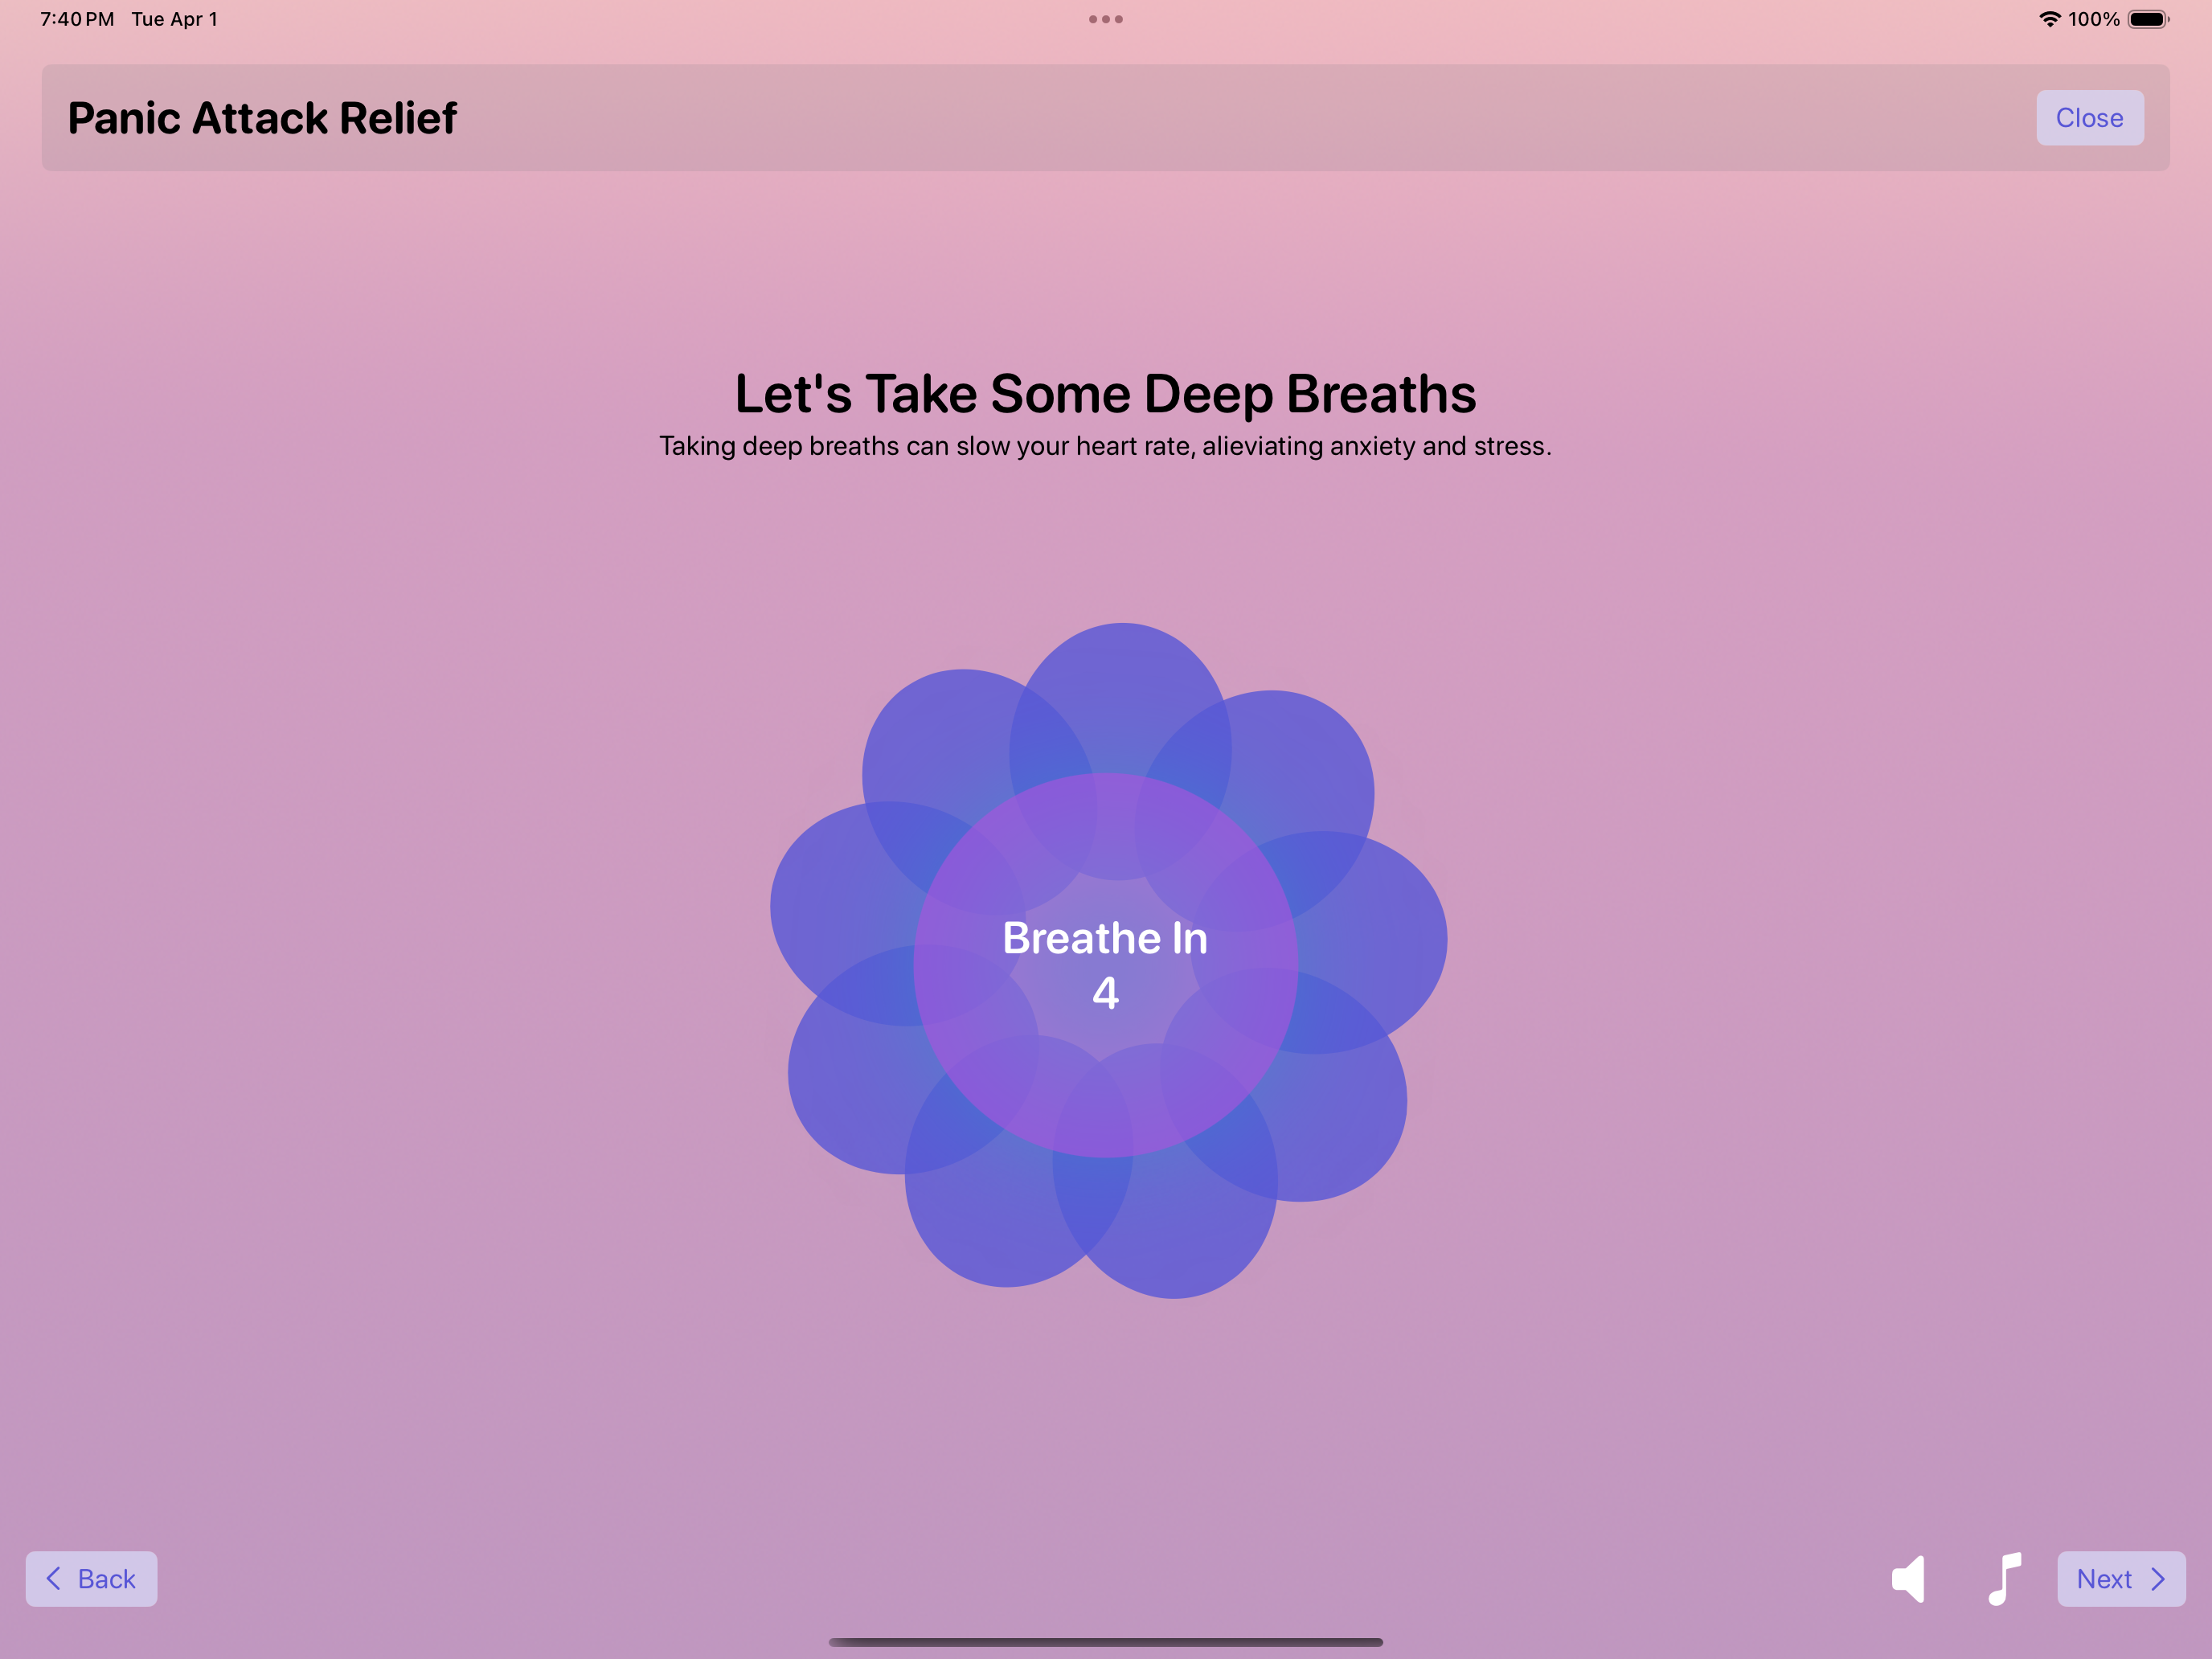 7:40 PM Tue Apr 1
100%
Panic Attack Relief
Close
Let's Take Some Deep Breaths
Taking deep breaths can slow your heart rate, alieviating anxiety and stress.
Breathe In
4
Back
Next